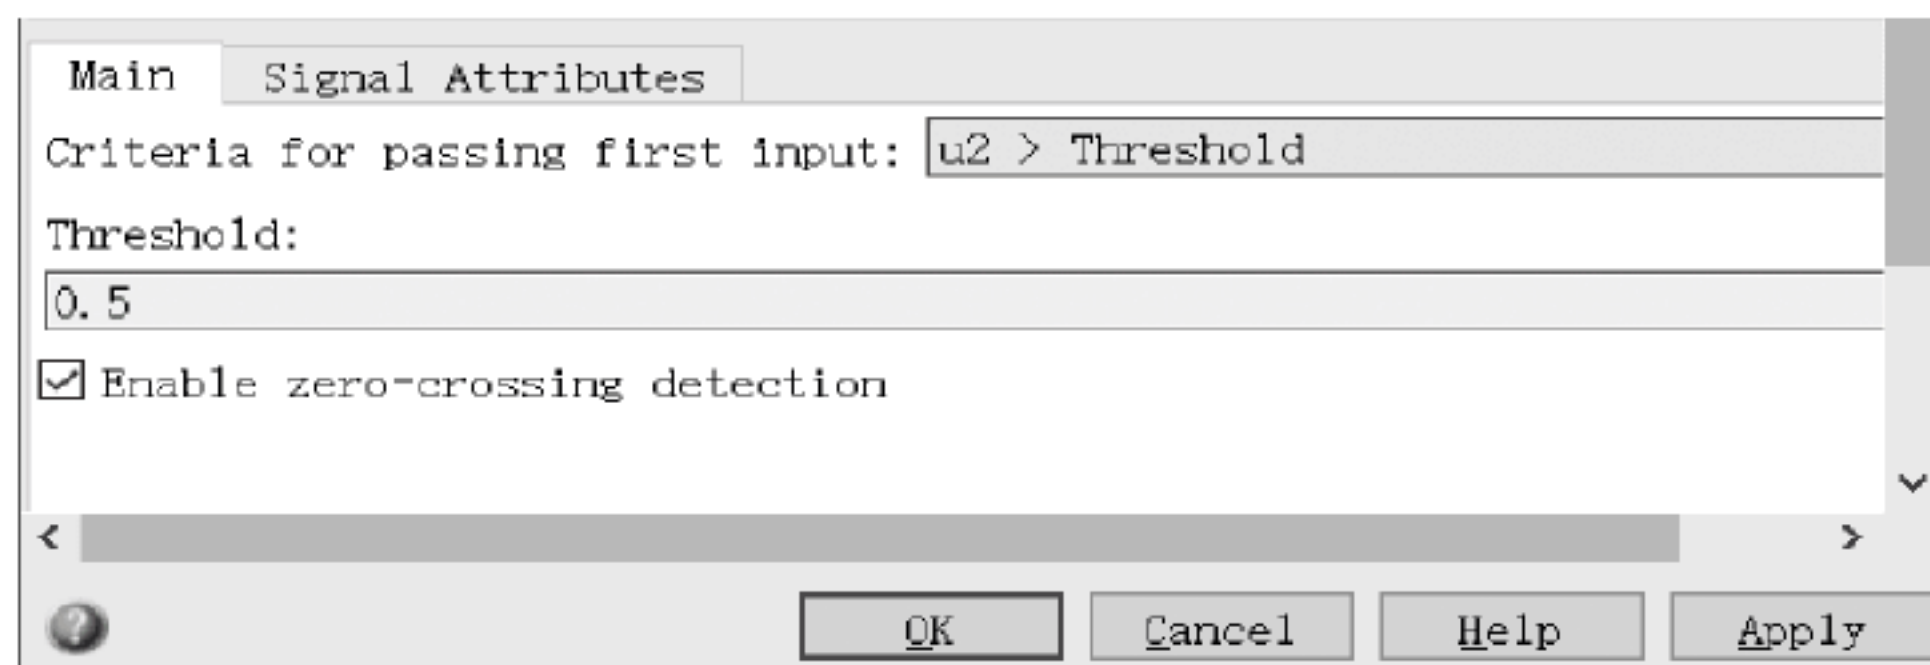 Main Signal Attributes
Criteria for passing first input: u2 > Threshold
Threshold:
0.5
Enable zero-crossing detection
OK Cancel Help Apply